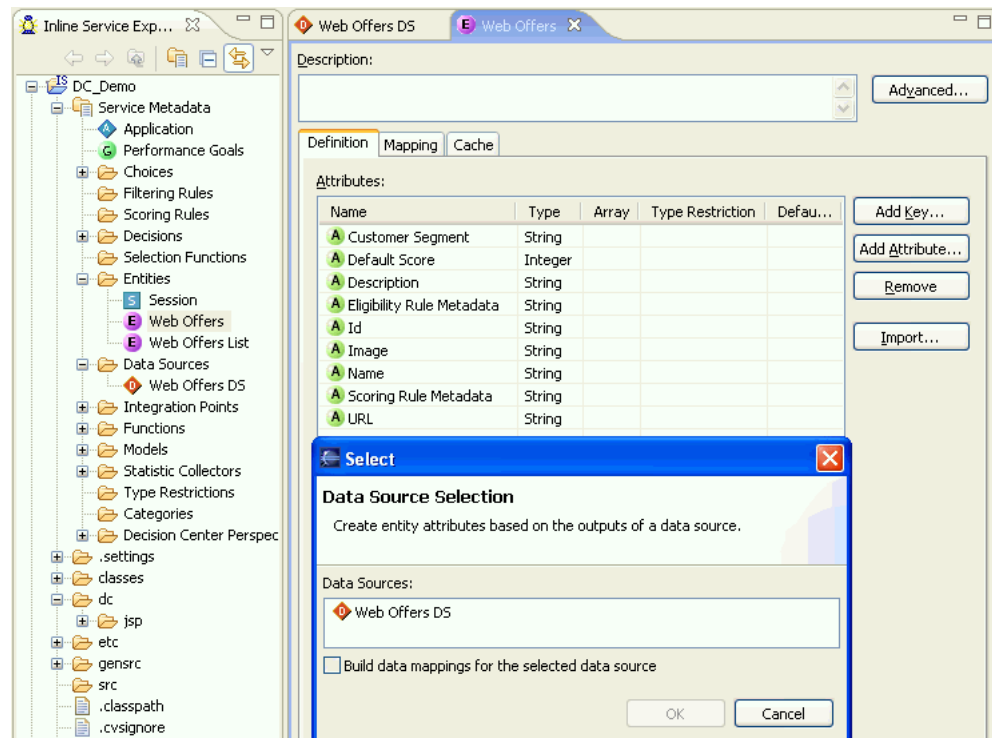 Inline Service Exp...
DC_Demo
Service Metadata
Application
Performance Goals
Choices
Filtering Rules
Scoring Rules
Decisions
Selection Functions
Entities
Session
Web Offers
Web Offers List
Data Sources
Web Offers DS
Integration Points
Functions
Models
Statistic Collectors
Type Restrictions
Categories
Decision Center Perspec
.settings
classes
dc
jsp
etc
gensrc
src
.classpath
.cvsignore
Web Offers DS
Web Offers
Description:
Advanced...
Definition Mapping Cache
Attributes:
Name Type Array Type Restriction Defau...
Customer Segment String
Default Score Integer
Description String
Eligibility Rule Metadata String
Id String
Image String
Name String
Scoring Rule Metadata String
URL String
Add Key...
Add Attribute...
Remove
Import...
Select
Data Source Selection
Create entity attributes based on the outputs of a data source.
Data Sources:
Web Offers DS
Build data mappings for the selected data source
OK Cancel